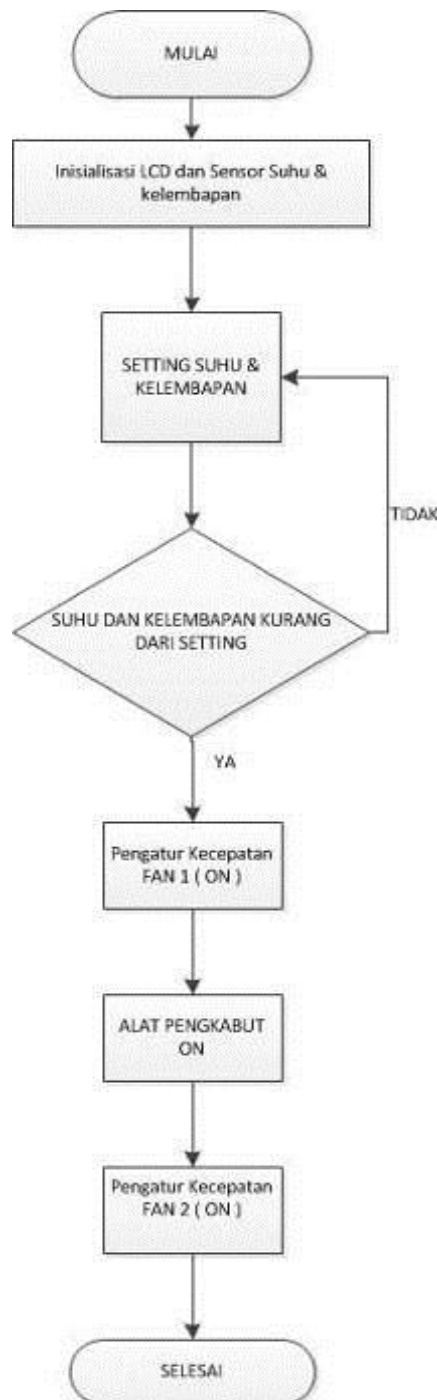 MULAI
Inisialisasi LCD dan Sensor Suhu &
kelembapan
SETTING SUHU &
KELEMBAPAN
TIDAK
SUHU DAN KELEMBAPAN KURANG
DARI SETTING
YA
Pengatur Kecepatan
FAN 1 ( ON )
ALAT PENGKABUT
ON
Pengatur Kecepatan
FAN 2 ( ON )
SELESAI